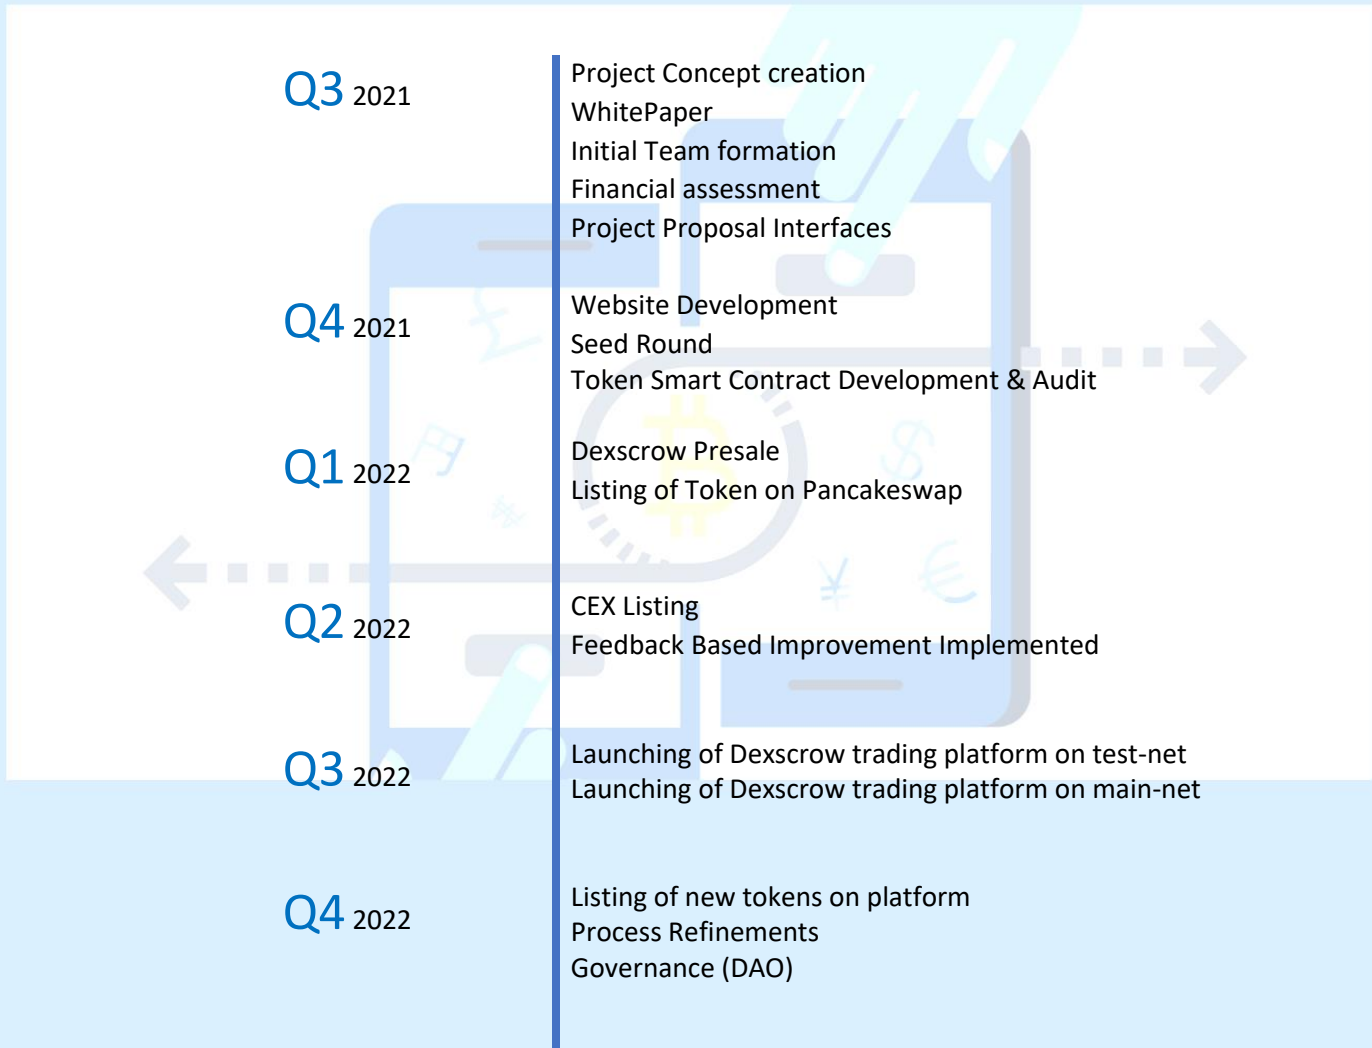 Q3 2021
Project Concept creation
WhitePaper
Initial Team formation
Financial assessment
Project Proposal Interfaces
Q4 2021
Website Development
Seed Round
Token Smart Contract Development & Audit
Q1 2022
Dexscrow Presale
Listing of Token on Pancakeswap
Q2 2022
CEX Listing
Feedback Based Improvement Implemented
Q3 2022
Launching of Dexscrow trading platform on test-net
Launching of Dexscrow trading platform on main-net
Q4 2022
Listing of new tokens on platform
Process Refinements
Governance (DAO)